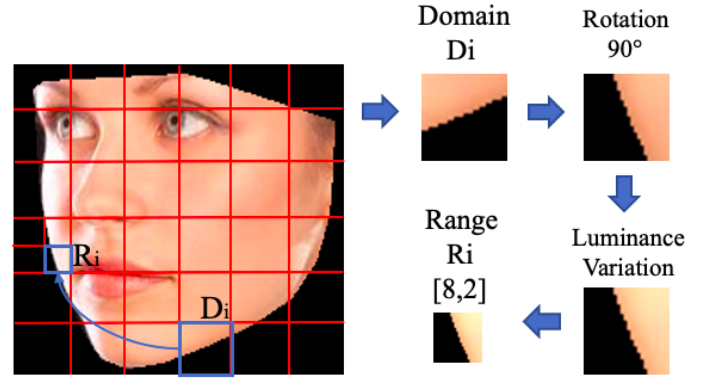 Domain
Di
Rotation
90°
Ri
Di
Range
Ri
[8,2]
Luminance
Variation